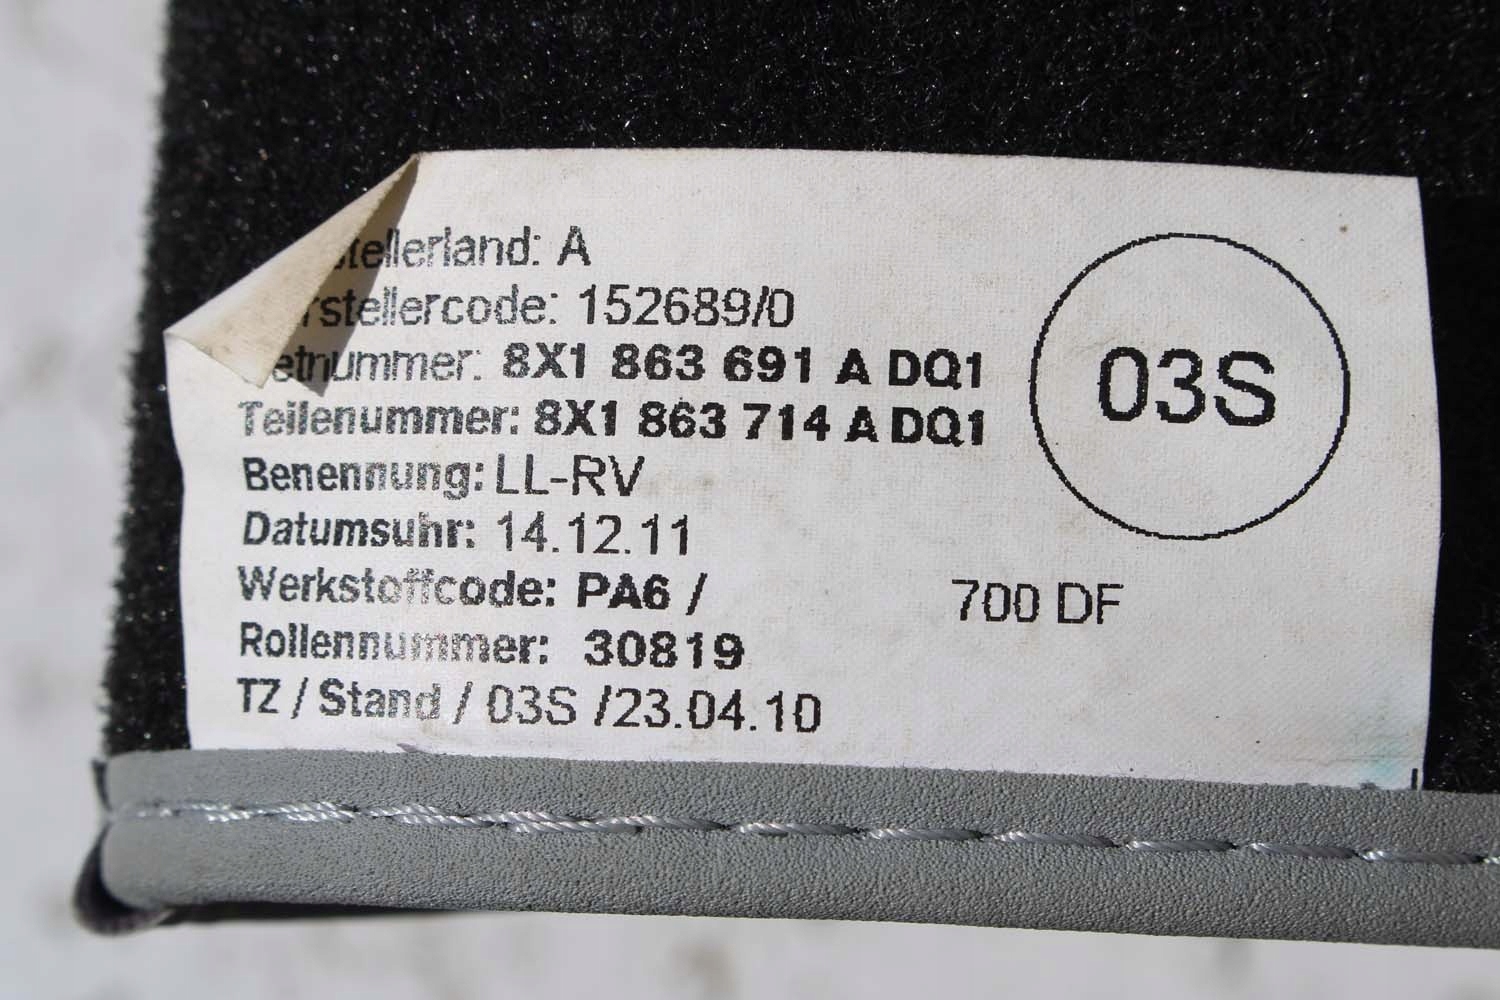 stellerland: A
rstellercode: 152689/0
etnummer: 8X1 863 691 A DQ1
Teilenummer: 8X1 863 714 A DQ1
03S
Benennung: LL-RV
Datumsuhr: 14.12.11
Werkstoffcode: PA6 / 700 DF
Rollennummer: 30819
TZ / Stand / 03S /23.04.10